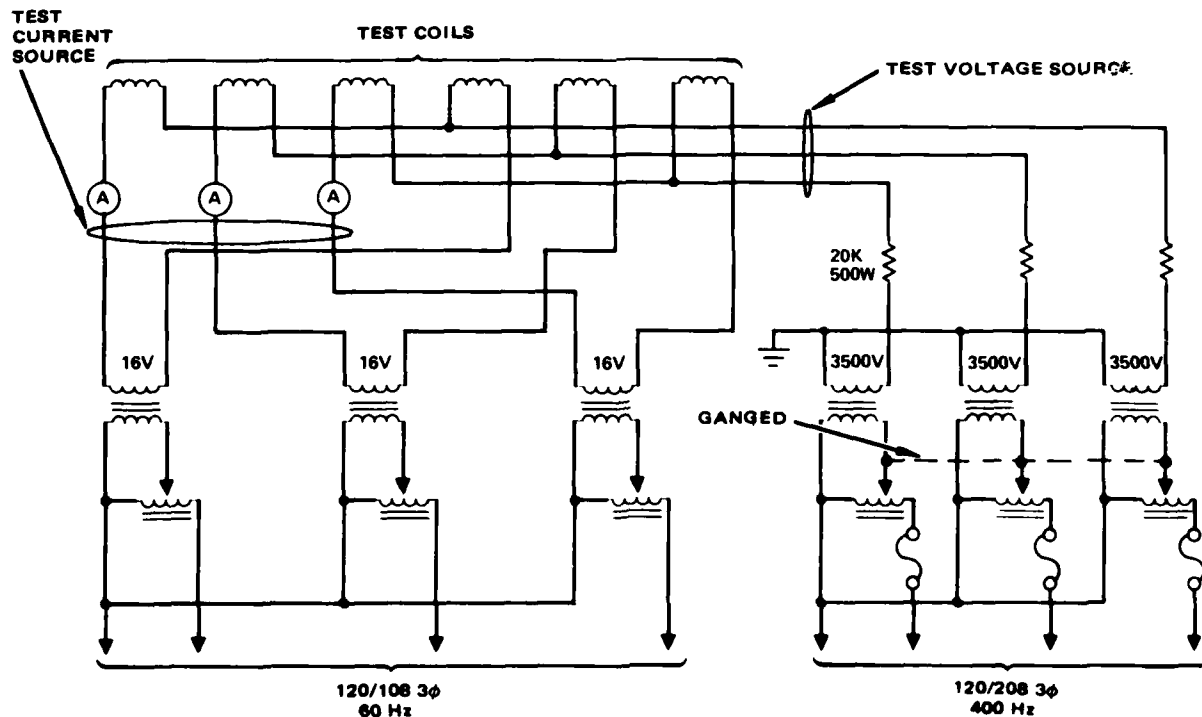 TEST
CURRENT
SOURCE
TEST COILS
TEST VOLTAGE SOURCE
A
A
A
20K
500W
16V
16V
16V
3500V
3500V
3500V
GANGED
120/108 3ϕ
60 Hz
120/208 3ϕ
400 Hz